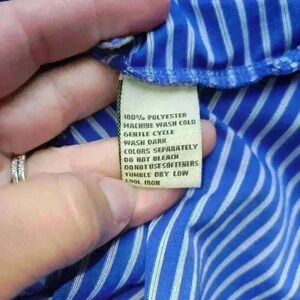 100% POLYESTER
MACHINE WASH COLD
GENTLE CYCLE
WASH DARK
COLORS SEPARATELY
DO NOT BLEACH
DO NOT USE SOFTENERS
TUMBLE DRY LOW
COOL IRON